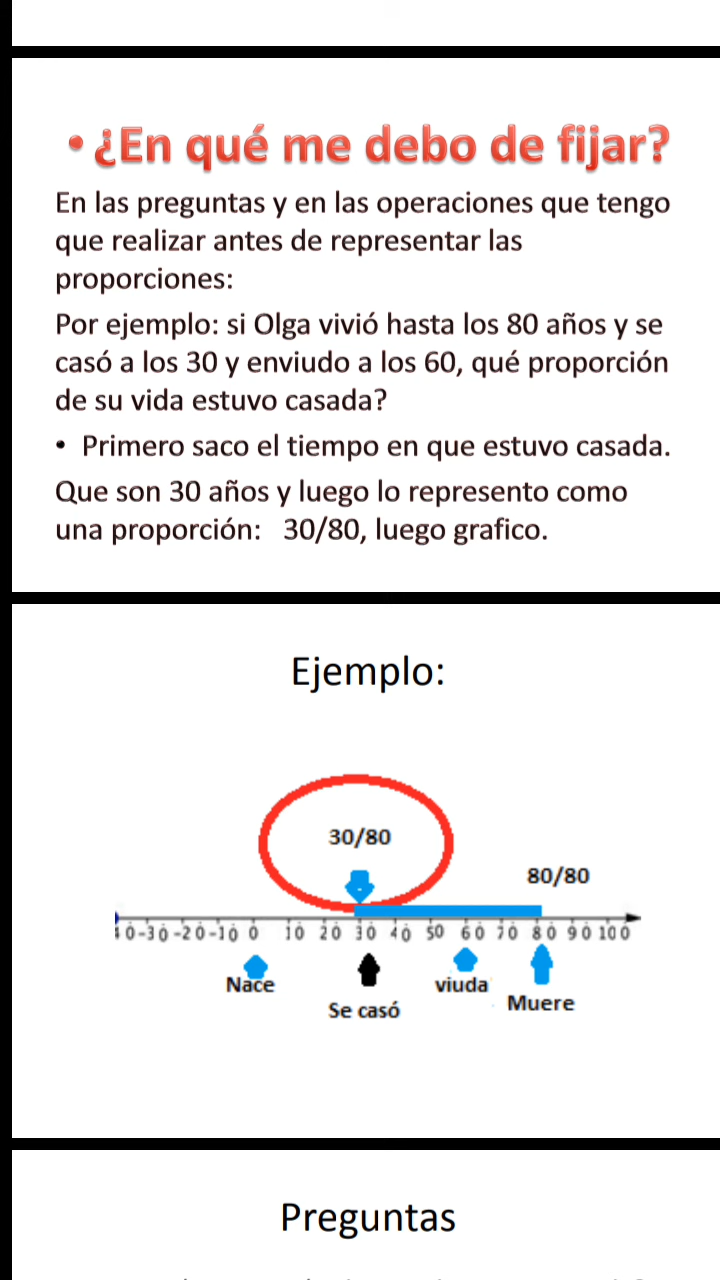 • ¿En qué me debo de fijar?
En las preguntas y en las operaciones que tengo
que realizar antes de representar las
proporciones:
Por ejemplo: si Olga vivió hasta los 80 años y se
casó a los 30 y enviudo a los 60, qué proporción
de su vida estuvo casada?
• Primero saco el tiempo en que estuvo casada.
Que son 30 años y luego lo represento como
una proporción: 30/80, luego grafico.
Ejemplo:
30/80
80/80
-30 -20 -10 0 10 20 30 40 50 60 70 80 90 100
Nace
Se casó
viuda
Muere
Preguntas